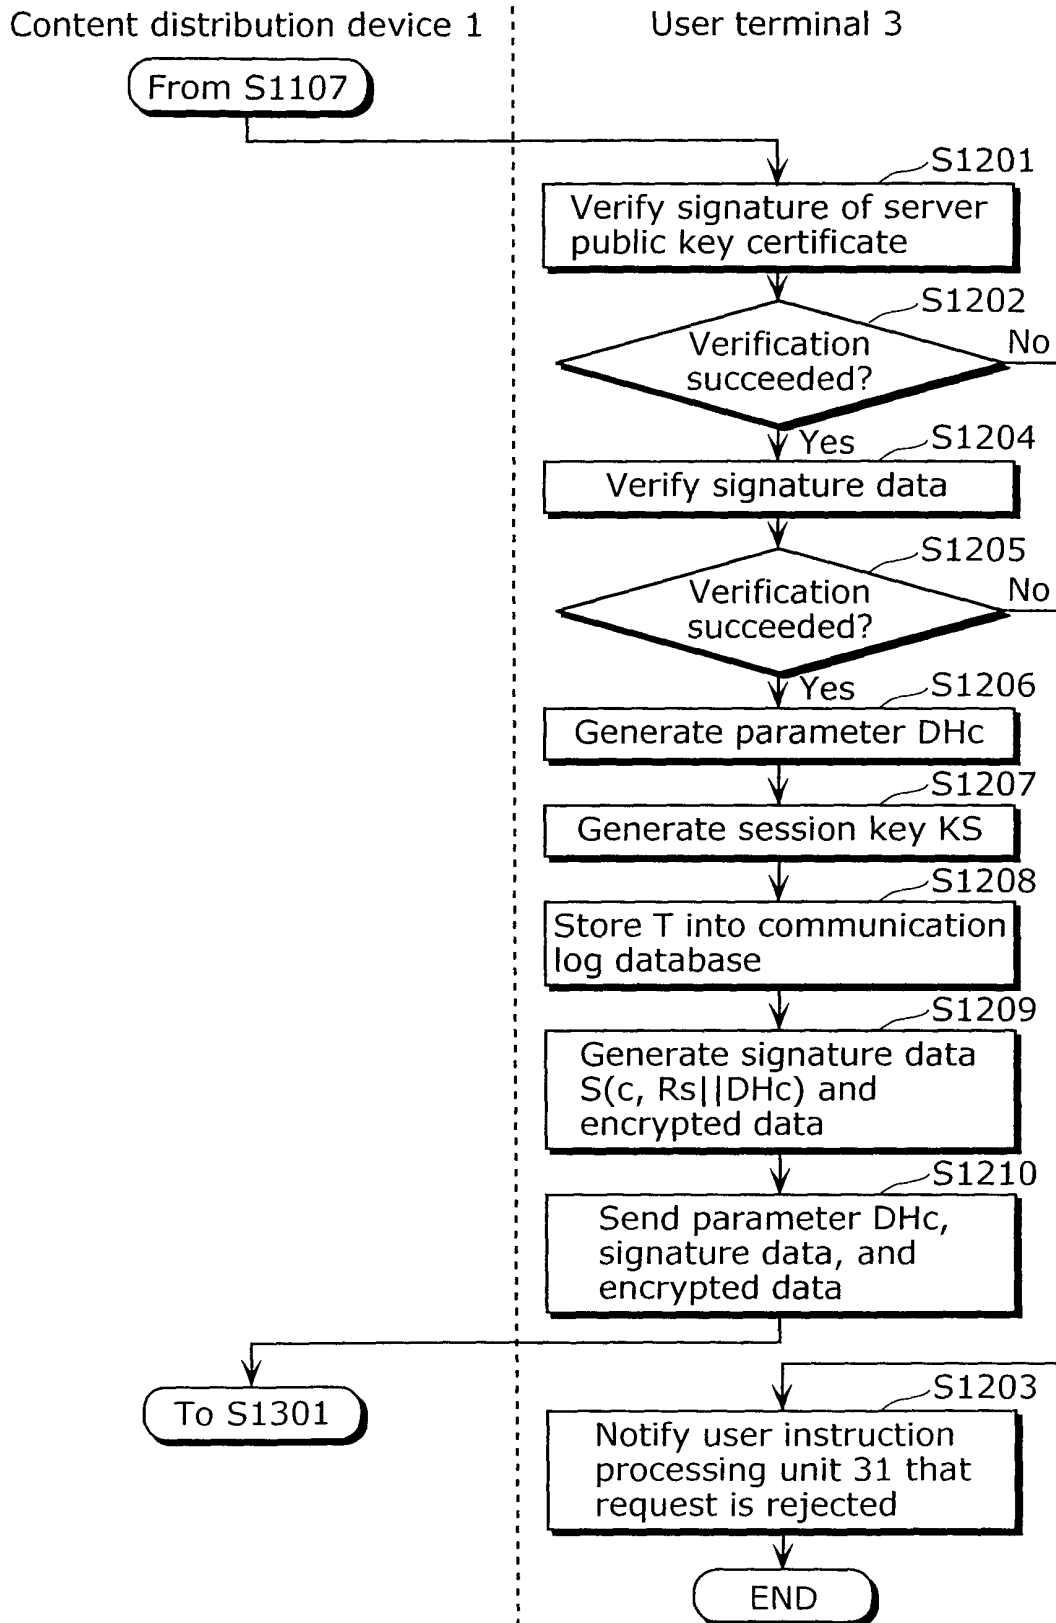 Content distribution device 1
User terminal 3
From S1107
S1201
Verify signature of server
public key certificate
S1202
Verification
succeeded?
No
Yes
S1204
Verify signature data
S1205
Verification
succeeded?
No
Yes
S1206
Generate parameter DHc
S1207
Generate session key KS
S1208
Store T into communication
log database
S1209
Generate signature data
S(c, Rs||DHc) and
encrypted data
S1210
Send parameter DHc,
signature data, and
encrypted data
To S1301
S1203
Notify user instruction
processing unit 31 that
request is rejected
END